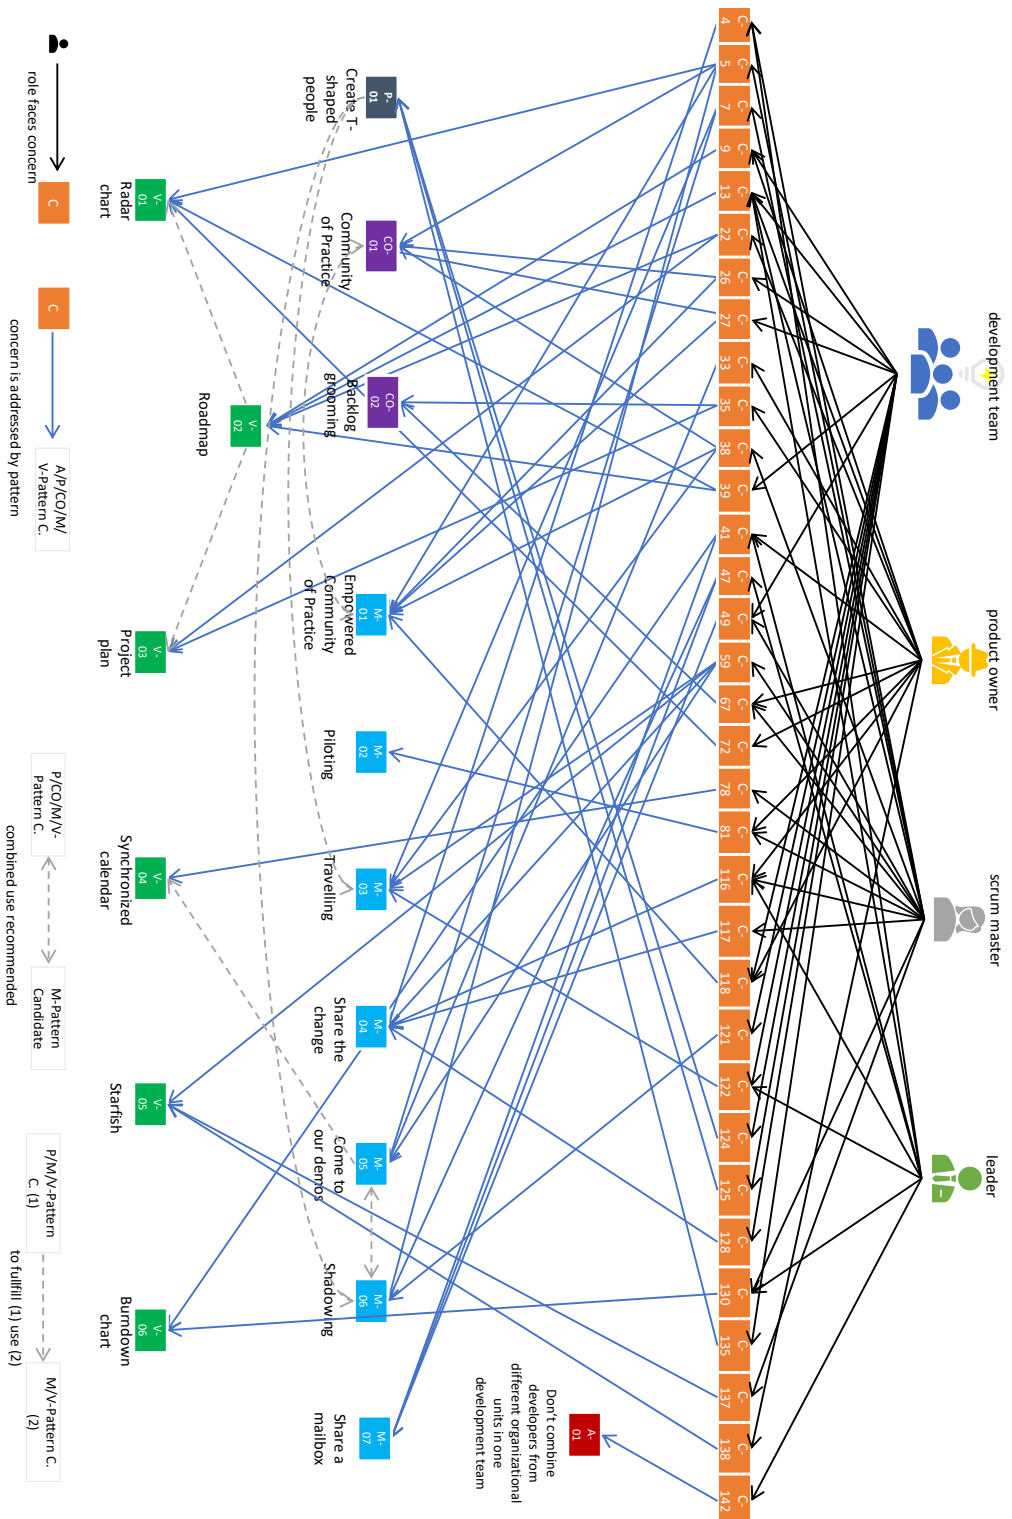 development team
product owner
scrum master
leader
C-
4
C-
5
C-
7
C-
9
C-
13
C-
22
C-
26
C-
27
C-
33
C-
35
C-
38
C-
39
C-
41
C-
47
C-
49
C-
59
C-
67
C-
72
C-
78
C-
81
C-
116
C-
117
C-
118
C-
121
C-
122
C-
124
C-
125
C-
128
C-
130
C-
135
C-
137
C-
138
C-
142
A-
01
Don't combine
developers from
different organizational
units in one
development team
P-
01
Create T-
shaped
people
CO-
01
Community
of Practice
CO-
02
Backlog
grooming
M-
01
Empowered
Community
of Practice
M-
02
Piloting
M-
03
Travelling
M-
04
Share the
change
M-
05
Come to
our demos
M-
06
Shadowing
M-
07
Share a
mailbox
V-
01
Radar
chart
V-
02
Roadmap
V-
03
Project
plan
V-
04
Synchronized
calendar
V-
05
Starfish
V-
06
Burndown
chart
role faces concern
C
C
concern is addressed by pattern
A/P/CO/M/
V-Pattern C.
P/CO/M/V-
Pattern C.
combined use recommended
M-Pattern
Candidate
P/M/V-Pattern
C. (1)
to fullfill (1) use (2)
M/V-Pattern C.
(2)